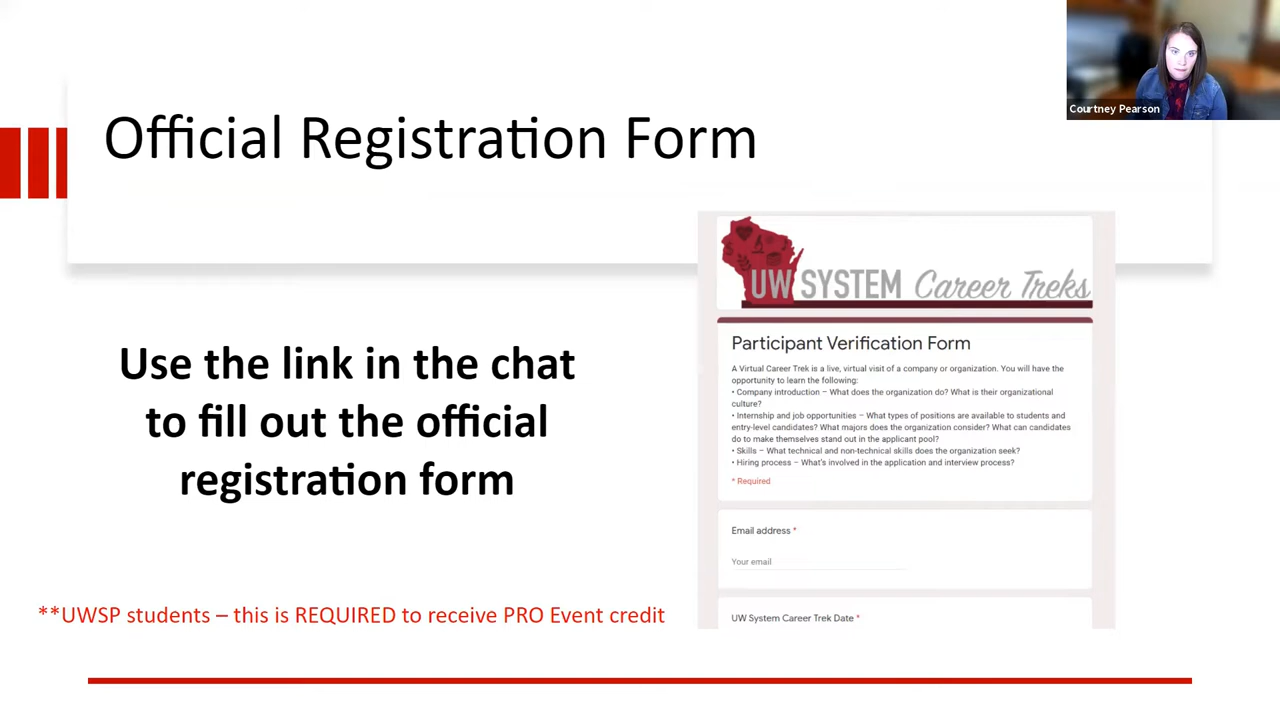 Courtney Pearson
Official Registration Form
Use the link in the chat
to fill out the official
registration form
**UWSP students – this is REQUIRED to receive PRO Event credit
UW SYSTEM Career Treks
Participant Verification Form
A Virtual Career Trek is a live, virtual visit of a company or organization. You will have the
opportunity to learn the following:
• Company introduction – What does the organization do? What is their organizational
culture?
• Internship and job opportunities – What types of positions are available to students and
entry-level candidates? What majors does the organization consider? What can candidates
do to make themselves stand out in the applicant pool?
• Skills – What technical and non-technical skills does the organization seek?
• Hiring process – What's involved in the application and interview process?
* Required
Email address *
Your email
UW System Career Trek Date *